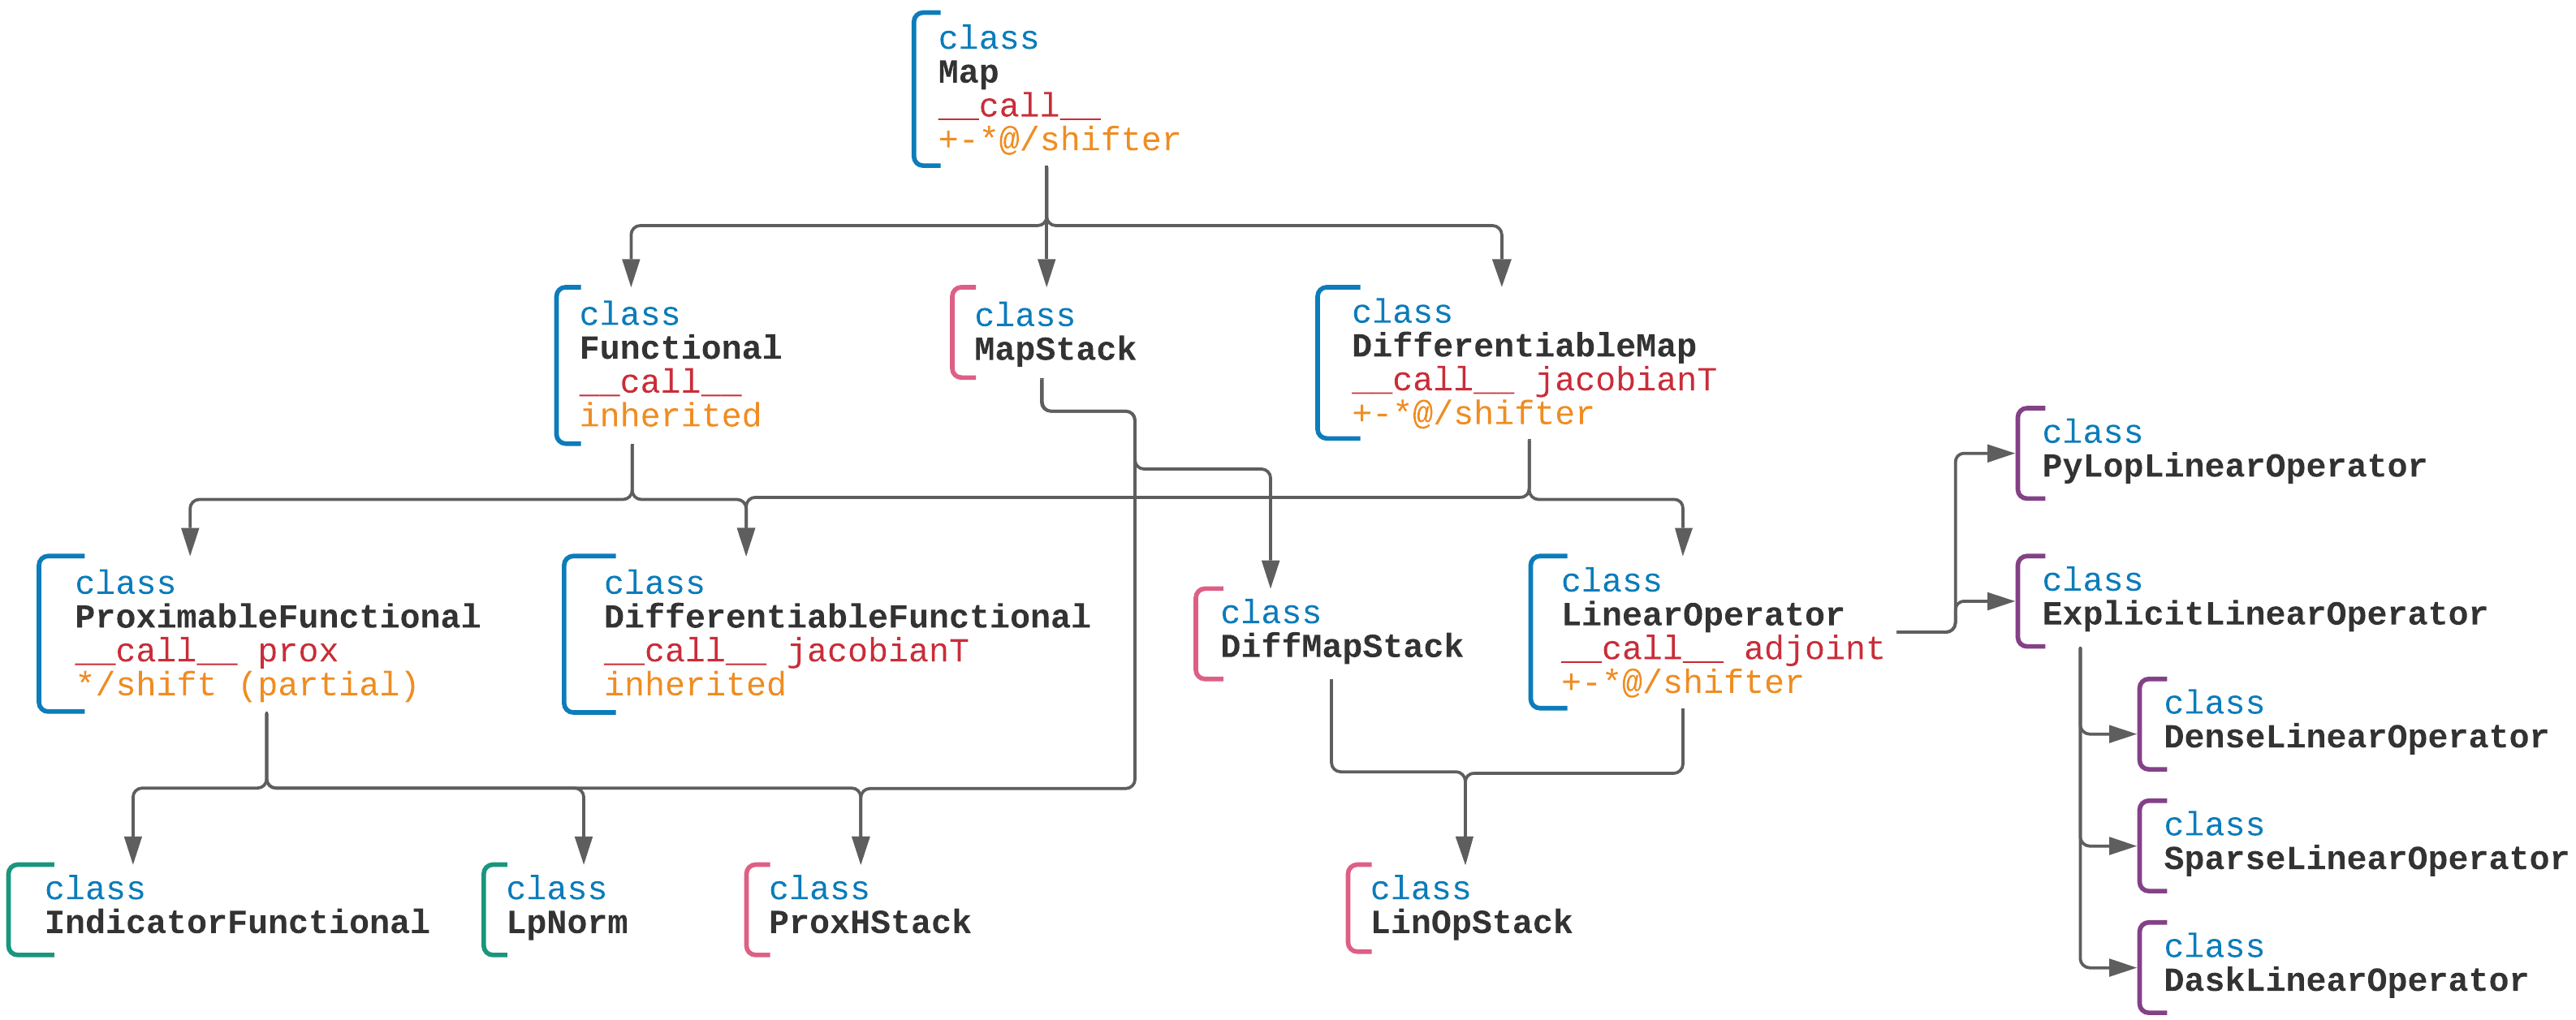 class
Map
__call__
+-*@/shifter
class
Functional
__call__
inherited
class
MapStack
class
DifferentiableMap
__call__ jacobianT
+-*@/shifter
class
PyLopLinearOperator
class
ProximableFunctional
__call__ prox
*/shift (partial)
class
DifferentiableFunctional
__call__ jacobianT
inherited
class
DiffMapStack
class
LinearOperator
__call__ adjoint
+-*@/shifter
class
ExplicitLinearOperator
class
DenseLinearOperator
class
SparseLinearOperator
class
DaskLinearOperator
class
IndicatorFunctional
class
LpNorm
class
ProxHStack
class
LinOpStack